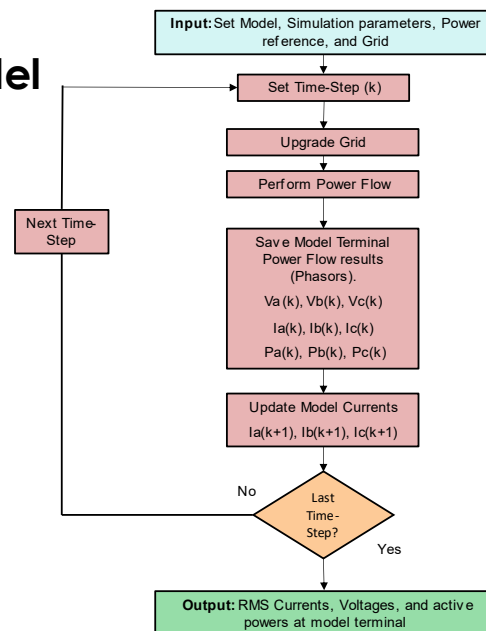 Input: Set Model, Simulation parameters, Power
reference, and Grid
del
Set Time-Step (k)
Upgrade Grid
Perform Power Flow
Next Time-
Step
Save Model Terminal
Power Flow results
(Phasors).
Va(k), Vb(k), Vc(k)
Ia(k), Ib(k), Ic(k)
Pa(k), Pb(k), Pc(k)
Update Model Currents
Ia(k+1), Ib(k+1), Ic(k+1)
No
Last
Time-
Step?
Yes
Output: RMS Currents, Voltages, and active
powers at model terminal